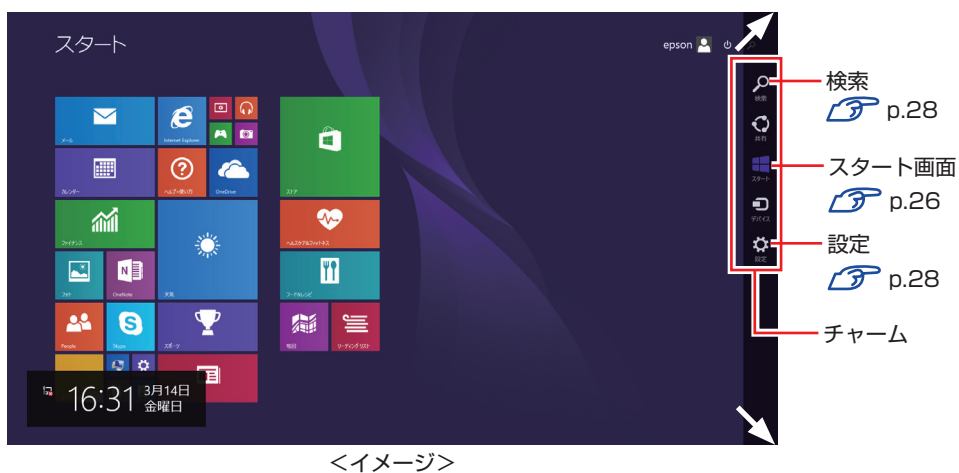 スタート
epson
メール
Internet Explorer
カレンダー
ヘルプ+使い方
OneDrive
ストア
ファイナンス
天気
ヘルスケア&フィットネス
フォト
OneNote
フード&レシピ
People
Skype
スポーツ
地図
リーディング リスト
16:31
3月14日
金曜日
検索
共有
スタート
デバイス
設定
検索
p.28
スタート画面
p.26
設定
p.28
チャーム
<イメージ>